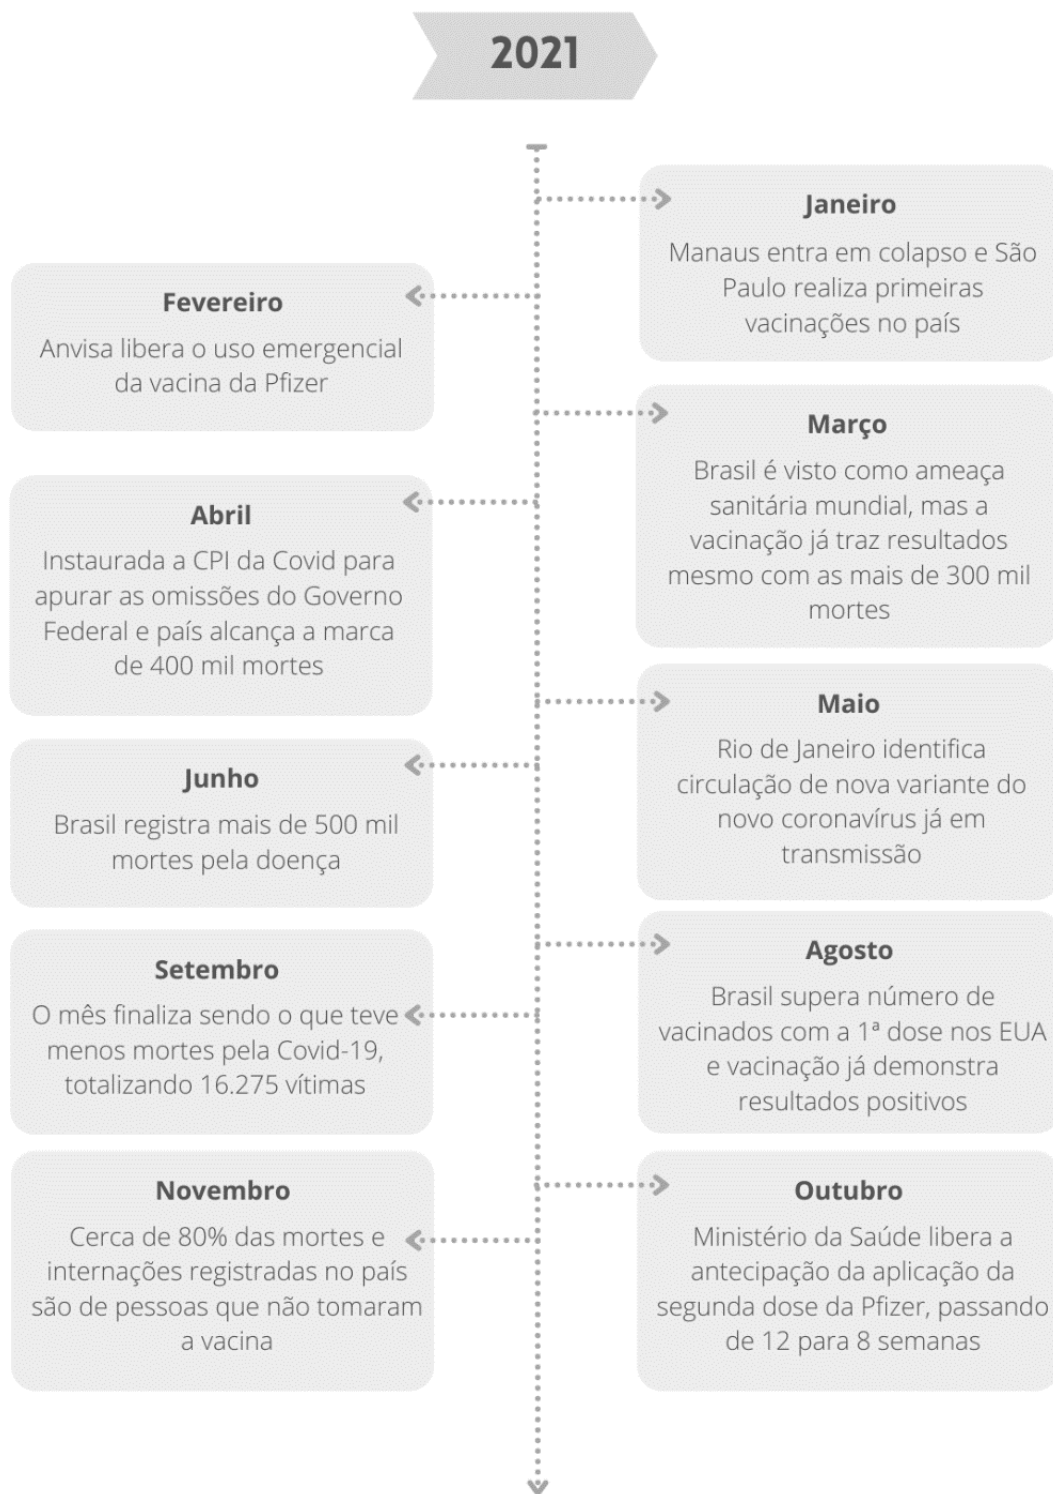 2021
Janeiro
Manaus entra em colapso e São
Paulo realiza primeiras
vacinações no país
Fevereiro
Anvisa libera o uso emergencial
da vacina da Pfizer
Março
Brasil é visto como ameaça
sanitária mundial, mas a
vacinação já traz resultados
mesmo com as mais de 300 mil
mortes
Abril
Instaurada a CPI da Covid para
apurar as omissões do Governo
Federal e país alcança a marca
de 400 mil mortes
Maio
Rio de Janeiro identifica
circulação de nova variante do
novo coronavírus já em
transmissão
Junho
Brasil registra mais de 500 mil
mortes pela doença
Agosto
Brasil supera número de
vacinados com a 1ª dose nos EUA
e vacinação já demonstra
resultados positivos
Setembro
O mês finaliza sendo o que teve
menos mortes pela Covid-19,
totalizando 16.275 vítimas
Outubro
Ministério da Saúde libera a
antecipação da aplicação da
segunda dose da Pfizer, passando
de 12 para 8 semanas
Novembro
Cerca de 80% das mortes e
internações registradas no país
são de pessoas que não tomaram
a vacina